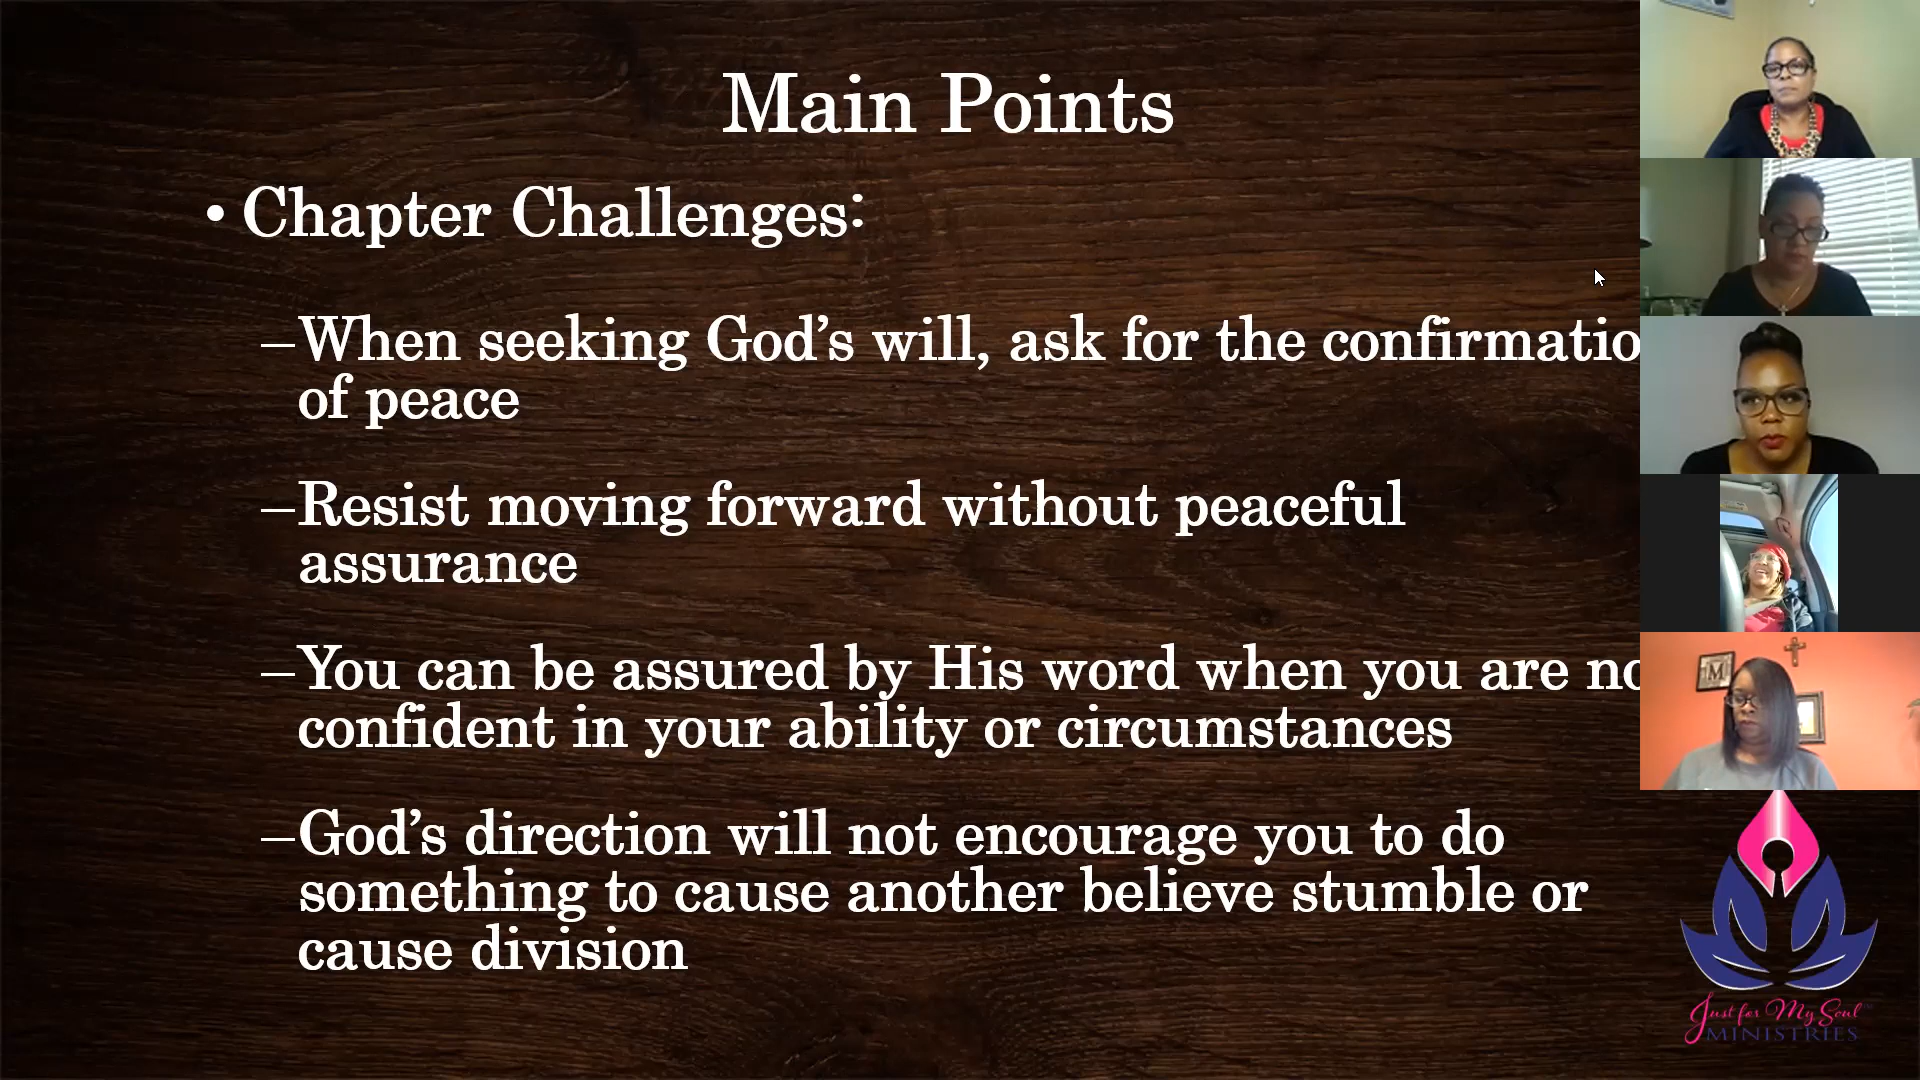 Main Points
• Chapter Challenges:
–When seeking God's will, ask for the confirmatio
of peace
–Resist moving forward without peaceful
assurance
–You can be assured by His word when you are no
confident in your ability or circumstances
–God's direction will not encourage you to do
something to cause another believe stumble or
cause division
M
Just for My Soul
MINISTRIES